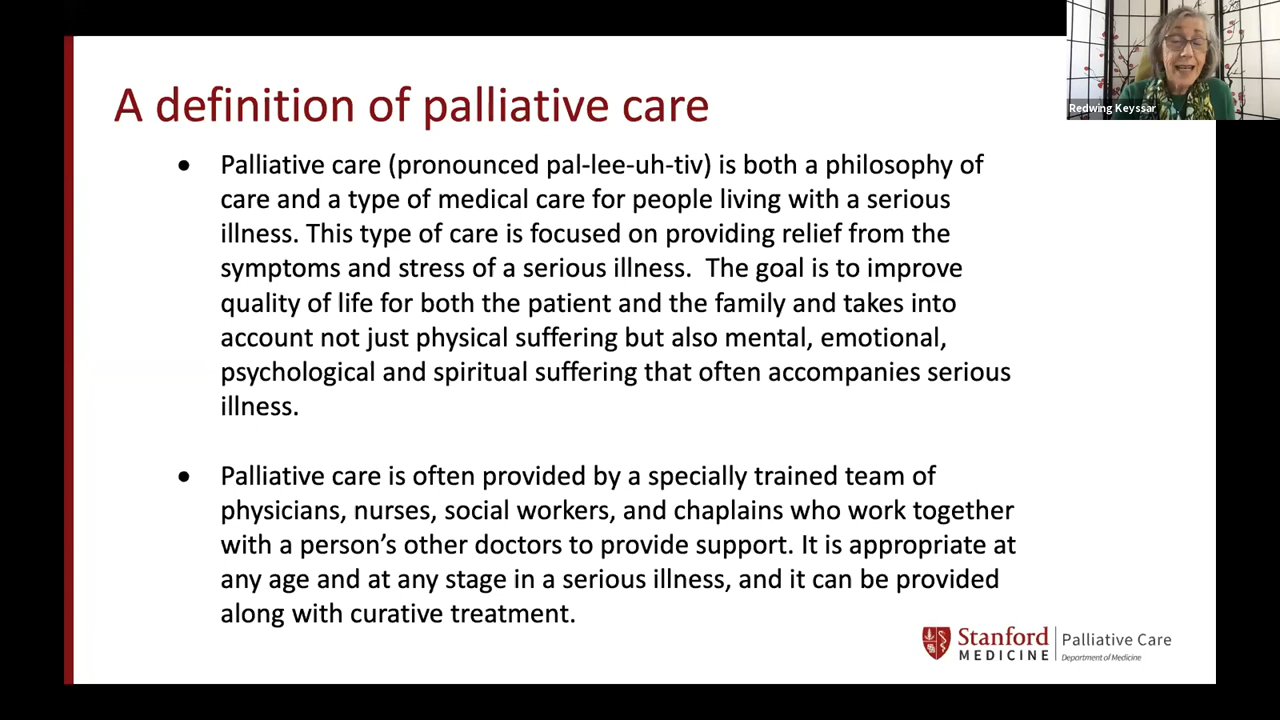 Redwing Keyssar
A definition of palliative care
• Palliative care (pronounced pal-lee-uh-tiv) is both a philosophy of
care and a type of medical care for people living with a serious
illness. This type of care is focused on providing relief from the
symptoms and stress of a serious illness.  The goal is to improve
quality of life for both the patient and the family and takes into
account not just physical suffering but also mental, emotional,
psychological and spiritual suffering that often accompanies serious
illness.
• Palliative care is often provided by a specially trained team of
physicians, nurses, social workers, and chaplains who work together
with a person’s other doctors to provide support. It is appropriate at
any age and at any stage in a serious illness, and it can be provided
along with curative treatment.
Stanford
MEDICINE
Palliative Care
Department of Medicine